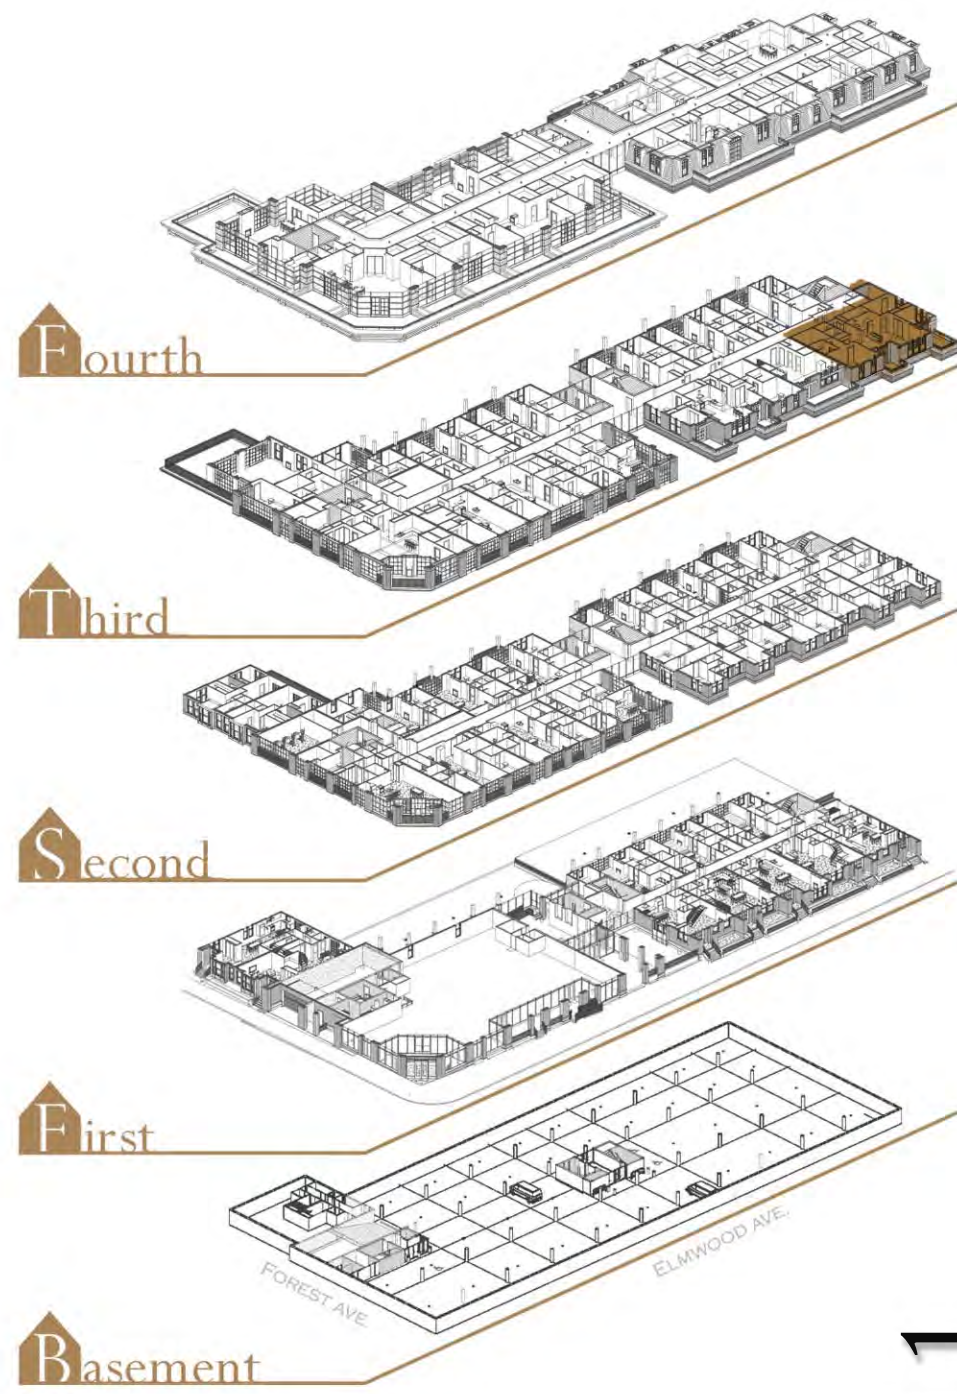 Fourth
Third
Second
First
FOREST AVE.
ELMWOOD AVE.
Basement